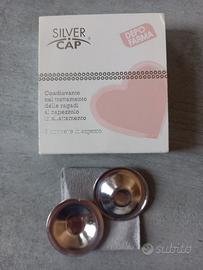 SILVER
CAP
DEPO
FARMA
Coadiuvante
nel trattamento
delle ragadi
al capezzolo
in allattamento
subito